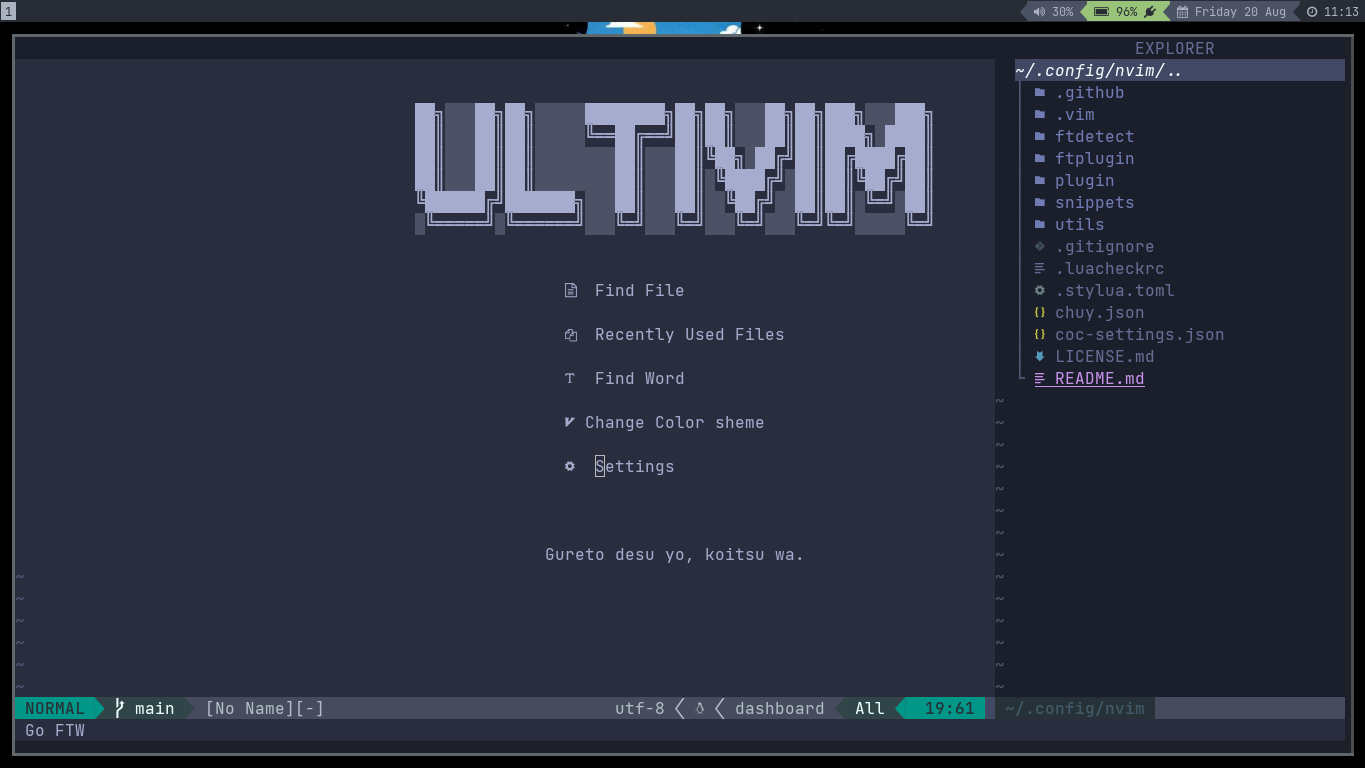 1
30%
96%
Friday 20 Aug
11:13
EXPLORER
~/.config/nvim/..
.github
.vim
ftdetect
ftplugin
plugin
snippets
utils
.gitignore
.luacheckrc
.stylua.toml
chuy.json
coc-settings.json
LICENSE.md
README.md
ULTIVIM
Find File
Recently Used Files
Find Word
Change Color sheme
Settings
Gureto desu yo, koitsu wa.
NORMAL main [No Name][-] utf-8 dashboard All 19:61 ~/.config/nvim
Go FTW